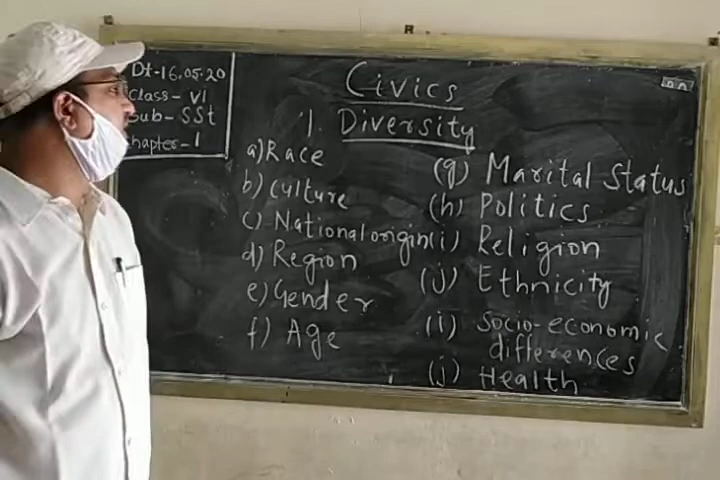 Dt-16.05.20
Class- VI
Sub- SSt
Chapter-1
Civics
1. Diversity
a) Race
b) Culture
c) National origin
d) Region
e) Gender
f) Age
(g) Marital Status
(h) Politics
(i) Religion
(j) Ethnicity
(i) Socio-economic
differences
(j) Health